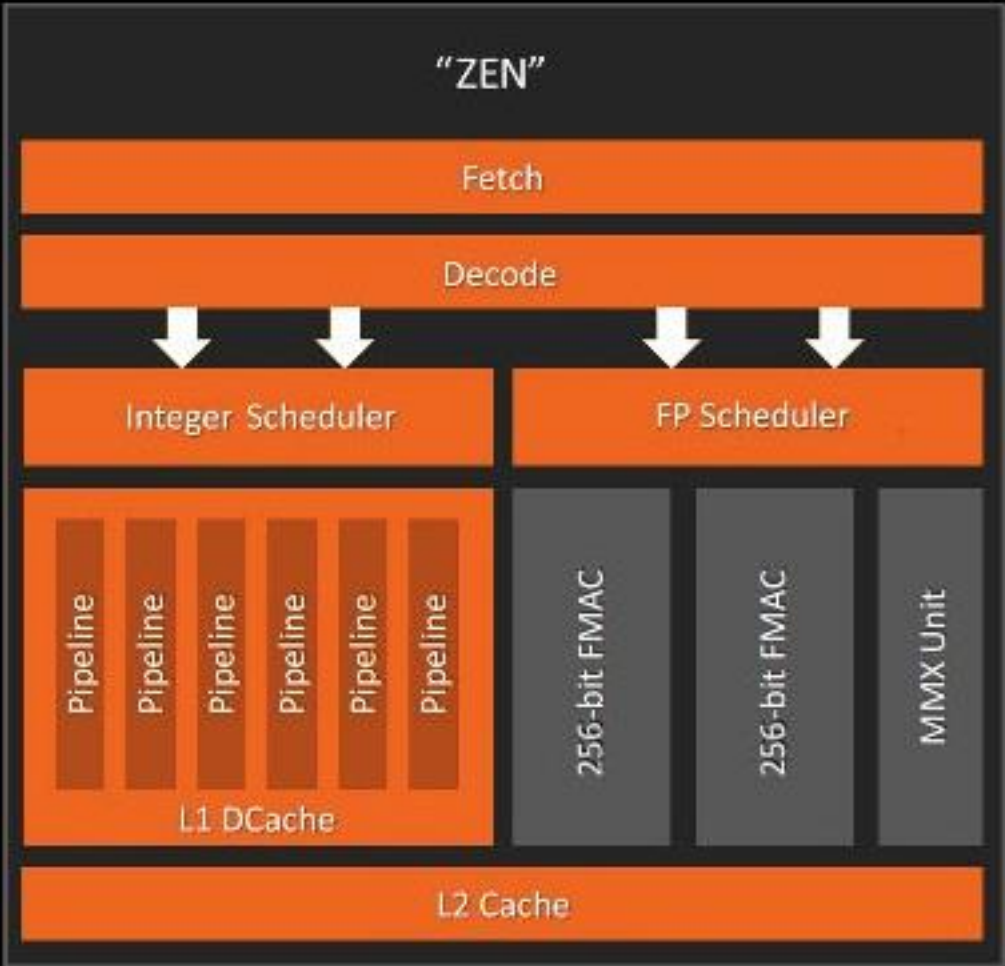 “ZEN”
Fetch
Decode
Integer Scheduler
FP Scheduler
Pipeline
Pipeline
Pipeline
Pipeline
Pipeline
Pipeline
L1 DCache
256-bit FMAC
256-bit FMAC
MMX Unit
L2 Cache